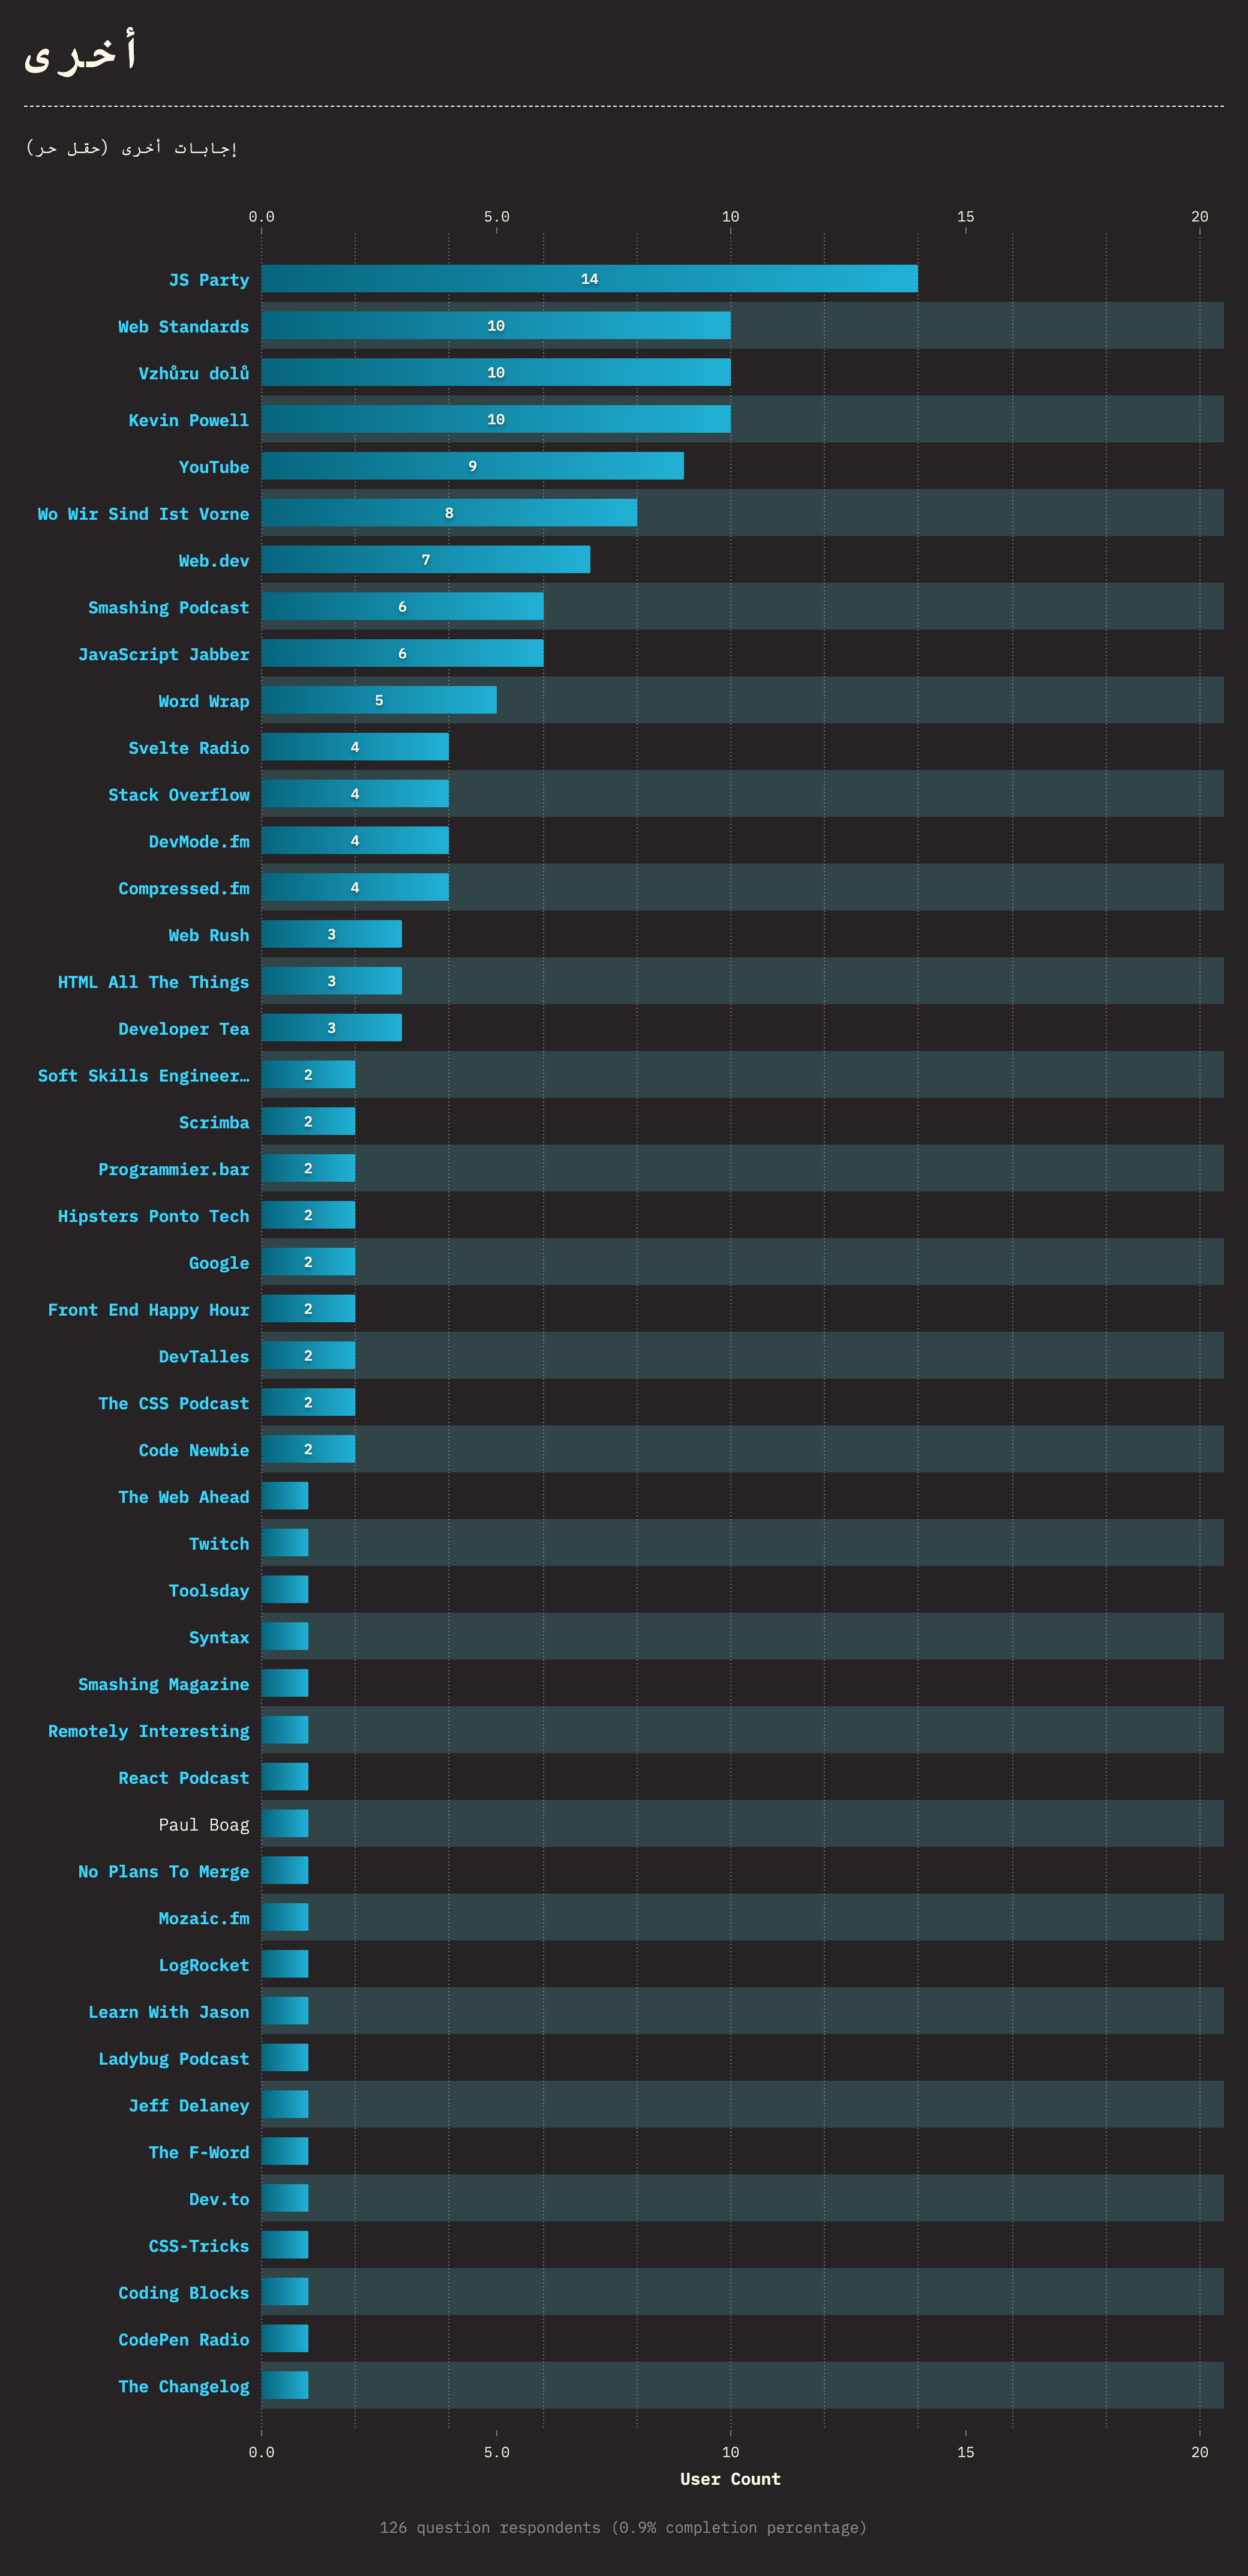 أخرى
إجابات أخرى (حقل حر)
0.0 5.0 10 15 20
JS Party 14
Web Standards 10
Vzhůru dolů 10
Kevin Powell 10
YouTube 9
Wo Wir Sind Ist Vorne 8
Web.dev 7
Smashing Podcast 6
JavaScript Jabber 6
Word Wrap 5
Svelte Radio 4
Stack Overflow 4
DevMode.fm 4
Compressed.fm 4
Web Rush 3
HTML All The Things 3
Developer Tea 3
Soft Skills Engineer… 2
Scrimba 2
Programmier.bar 2
Hipsters Ponto Tech 2
Google 2
Front End Happy Hour 2
DevTalles 2
The CSS Podcast 2
Code Newbie 2
The Web Ahead
Twitch
Toolsday
Syntax
Smashing Magazine
Remotely Interesting
React Podcast
Paul Boag
No Plans To Merge
Mozaic.fm
LogRocket
Learn With Jason
Ladybug Podcast
Jeff Delaney
The F-Word
Dev.to
CSS-Tricks
Coding Blocks
CodePen Radio
The Changelog
0.0 5.0 10 15 20
User Count
126 question respondents (0.9% completion percentage)